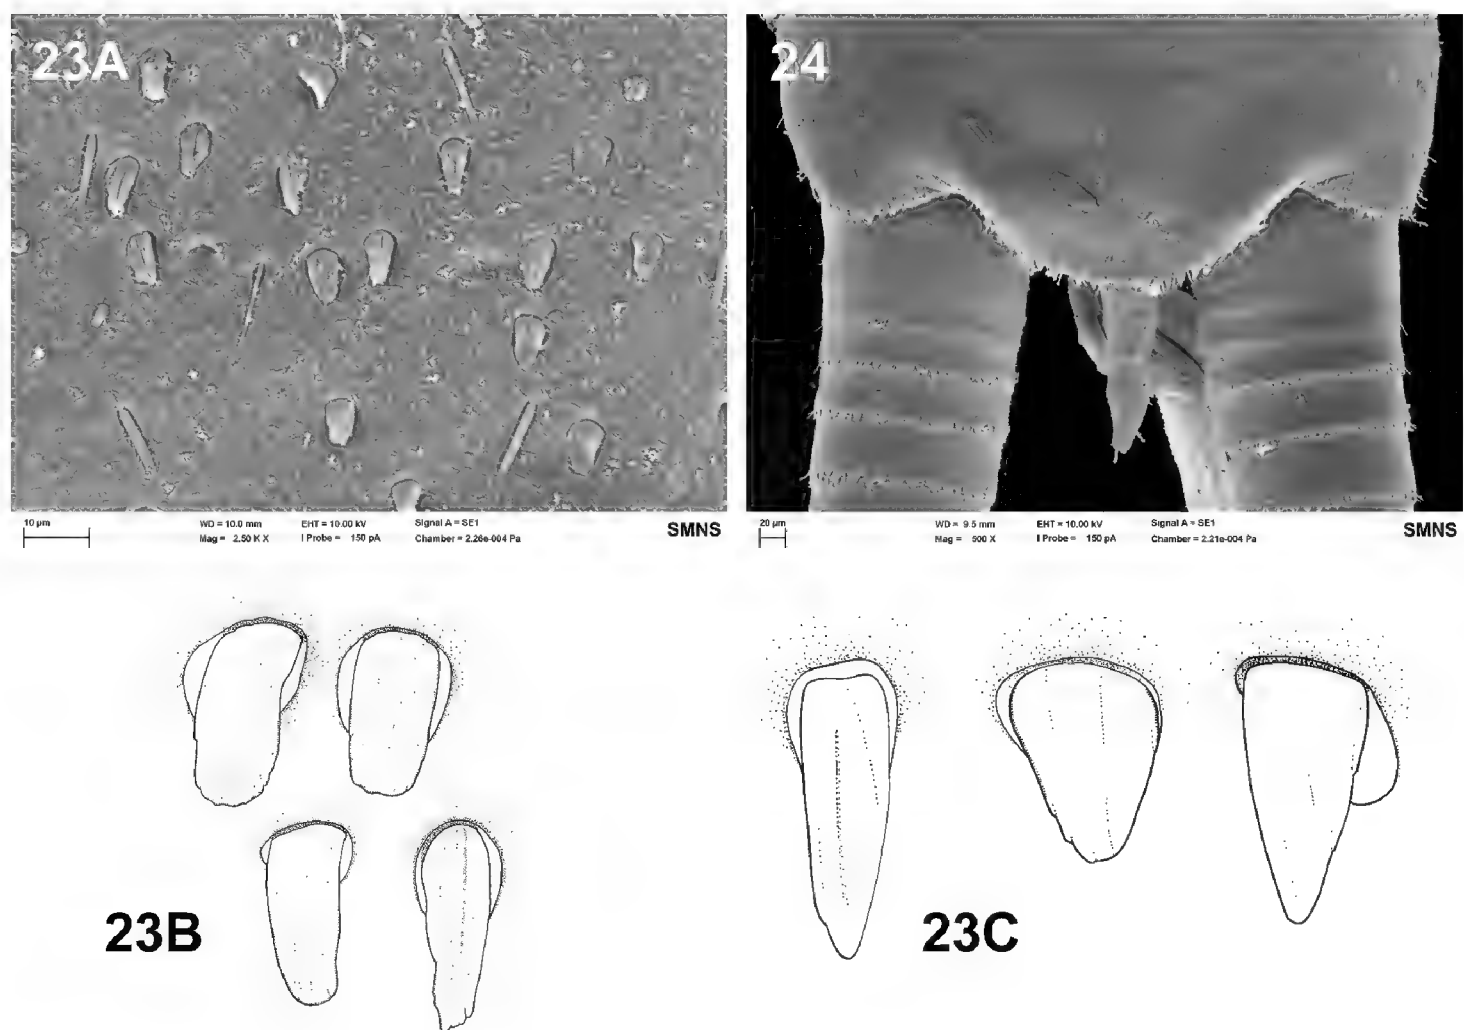 23A
24
10 µm
WD = 10.0 mm
EHT = 10.00 kV
Signal A = SE1
SMNS
Mag = 2.50 K X
I Probe = 150 pA
Chamber = 2.26e-004 Pa
20 µm
WD = 9.5 mm
EHT = 10.00 kV
Signal A = SE1
SMNS
Mag = 500 X
I Probe = 150 pA
Chamber = 2.21e-004 Pa
23B
23C